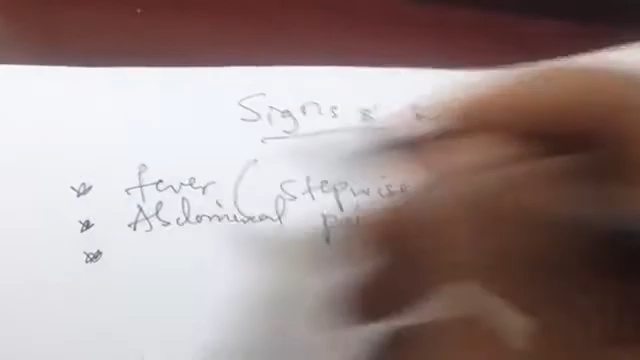 Signs &
* fever ( stepwise
* Abdominal
*